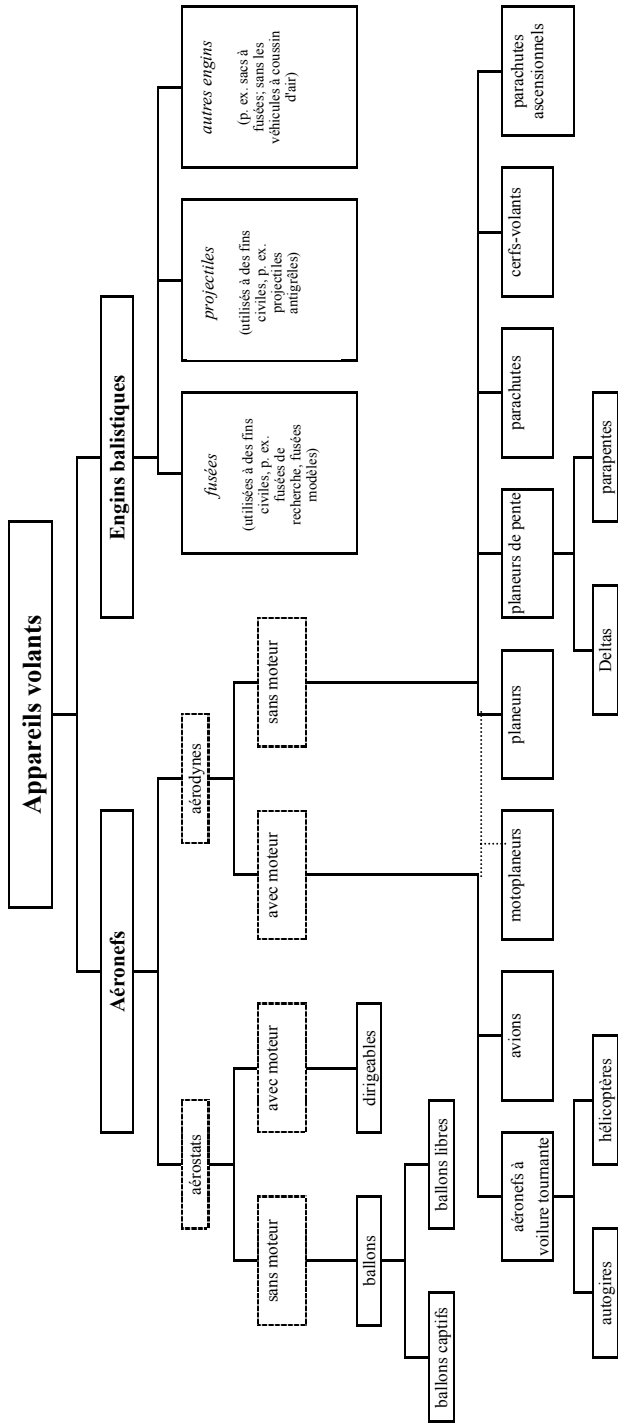 Appareils volants
Aéronefs
Engins balistiques
aérostats
aérodynes
fusées
(utilisées à des fins
civiles, p. ex.
fusées de
recherche, fusées
modèles)
projectiles
(utilisés à des fins
civiles, p. ex.
projectiles
antigrêles)
autres engins
(p. ex. sacs à
fusées; sans les
véhicules à coussin
d'air)
sans moteur
avec moteur
avec moteur
sans moteur
ballons
dirigeables
ballons captifs
ballons libres
aéronefs à
voilure tournante
avions
motoplaneurs
planeurs
planeurs de pente
parachutes
cerfs-volants
parachutes
ascensionnels
autogires
hélicoptères
Deltas
parapentes